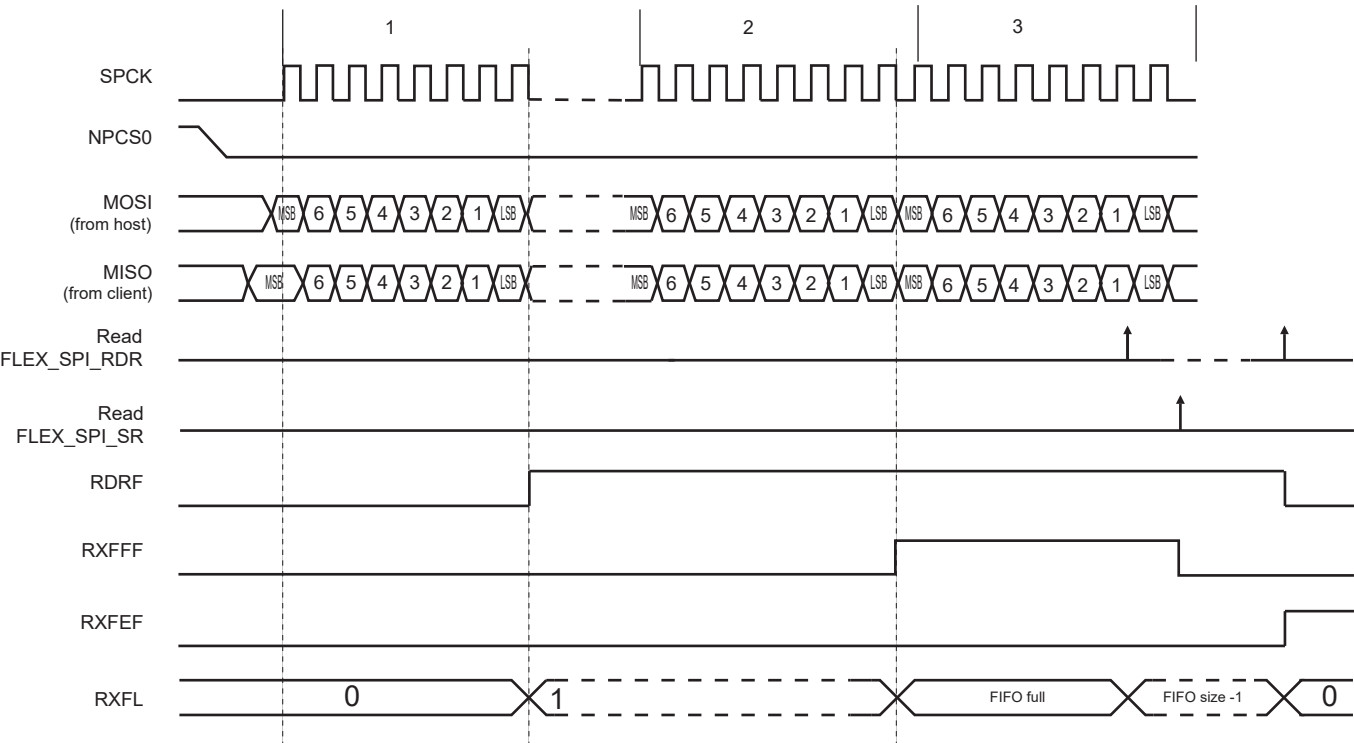 1 2 3
SPCK
NPCS0
MOSI
(from host)
MSB 6 5 4 3 2 1 LSB MSB 6 5 4 3 2 1 LSB MSB 6 5 4 3 2 1 LSB
MISO
(from client)
MSB 6 5 4 3 2 1 LSB MSB 6 5 4 3 2 1 LSB MSB 6 5 4 3 2 1 LSB
Read
FLEX_SPI_RDR
Read
FLEX_SPI_SR
RDRF
RXFFF
RXFEF
RXFL 0 1 FIFO full FIFO size -1 0